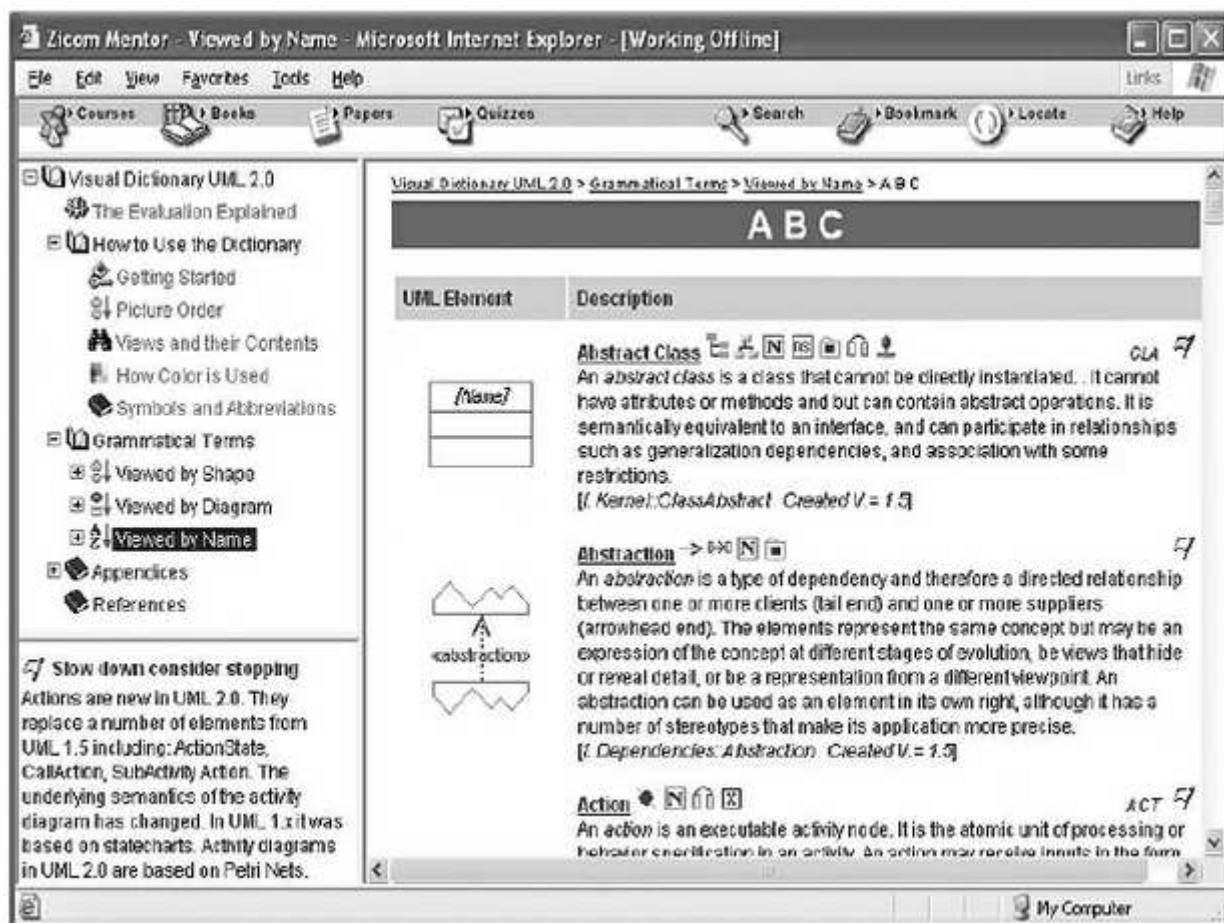 Zicom Mentor - Viewed by Name - Microsoft Internet Explorer - [Working Offline]
File Edit View Favorites Tools Help Links
Courses Books Papers Quizzes Search Bookmark Locate Help
Visual Dictionary UML 2.0
The Evaluation Explained
How to Use the Dictionary
Getting Started
Picture Order
Views and their Contents
How Color is Used
Symbols and Abbreviations
Grammatical Terms
Viewed by Shape
Viewed by Diagram
Viewed by Name
Appendices
References
Slow down consider stopping
Actions are new in UML 2.0. They
replace a number of elements from
UML 1.5 including: ActionState,
CallAction, SubActivity Action. The
underlying semantics of the activity
diagram has changed. In UML 1.x it was
based on statecharts. Activity diagrams
in UML 2.0 are based on Petri Nets.
Visual Dictionary UML 2.0 > Grammatical Terms > Viewed by Name > A B C
A B C
UML Element Description
[Name]
Abstract Class CLA
An abstract class is a class that cannot be directly instantiated. . It cannot
have attributes or methods and but can contain abstract operations. It is
semantically equivalent to an interface, and can participate in relationships
such as generalization dependencies, and association with some
restrictions.
[f. Kernel::ClassAbstract Created V.= 1.5]
«abstraction»
Abstraction
An abstraction is a type of dependency and therefore a directed relationship
between one or more clients (tail end) and one or more suppliers
(arrowhead end). The elements represent the same concept but may be an
expression of the concept at different stages of evolution, be views that hide
or reveal detail, or be a representation from a different viewpoint. An
abstraction can be used as an element in its own right, although it has a
number of stereotypes that make its application more precise.
[f. Dependencies::Abstraction Created V.= 1.5]
Action ACT
An action is an executable activity node. It is the atomic unit of processing or
behavior specification in an activity. An action may receive inputs in the form
My Computer